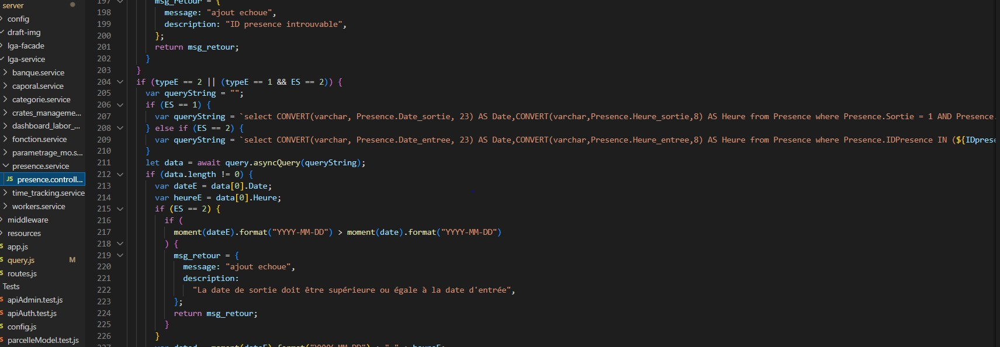 server
config
draft-img
lga-facade
lga-service
banque.service
caporal.service
categorie.service
crates_manageme...
dashboard_labor_...
fonction.service
parametrage_mo.s...
presence.service
JS presence.controll...
time_tracking.service
workers.service
middleware
resources
app.js
query.js M
routes.js
Tests
apiAdmin.test.js
apiAuth.test.js
config.js
parcelleModel.test.js
197 msg_retour = {
198 message: "ajout echoue",
199 description: "ID presence introuvable",
200 };
201 return msg_retour;
202 }
203 }
204 if (typeE == 2 || (typeE == 1 && ES == 2)) {
205 var queryString = "";
206 if (ES == 1) {
207 var queryString = `select CONVERT(varchar, Presence.Date_sortie, 23) AS Date,CONVERT(varchar,Presence.Heure_sortie,8) AS Heure from Presence where Presence.Sortie = 1 AND Presence.
208 } else if (ES == 2) {
209 var queryString = `select CONVERT(varchar, Presence.Date_entree, 23) AS Date,CONVERT(varchar,Presence.Heure_entree,8) AS Heure from Presence where Presence.IDPresence IN (${IDprese
210 }
211 let data = await query.asyncQuery(queryString);
212 if (data.length != 0) {
213 var dateE = data[0].Date;
214 var heureE = data[0].Heure;
215 if (ES == 2) {
216 if (
217 moment(dateE).format("YYYY-MM-DD") > moment(date).format("YYYY-MM-DD")
218 ) {
219 msg_retour = {
220 message: "ajout echoue",
221 description:
222 "La date de sortie doit être supérieure ou égale à la date d'entrée",
223 };
224 return msg_retour;
225 }
226 }